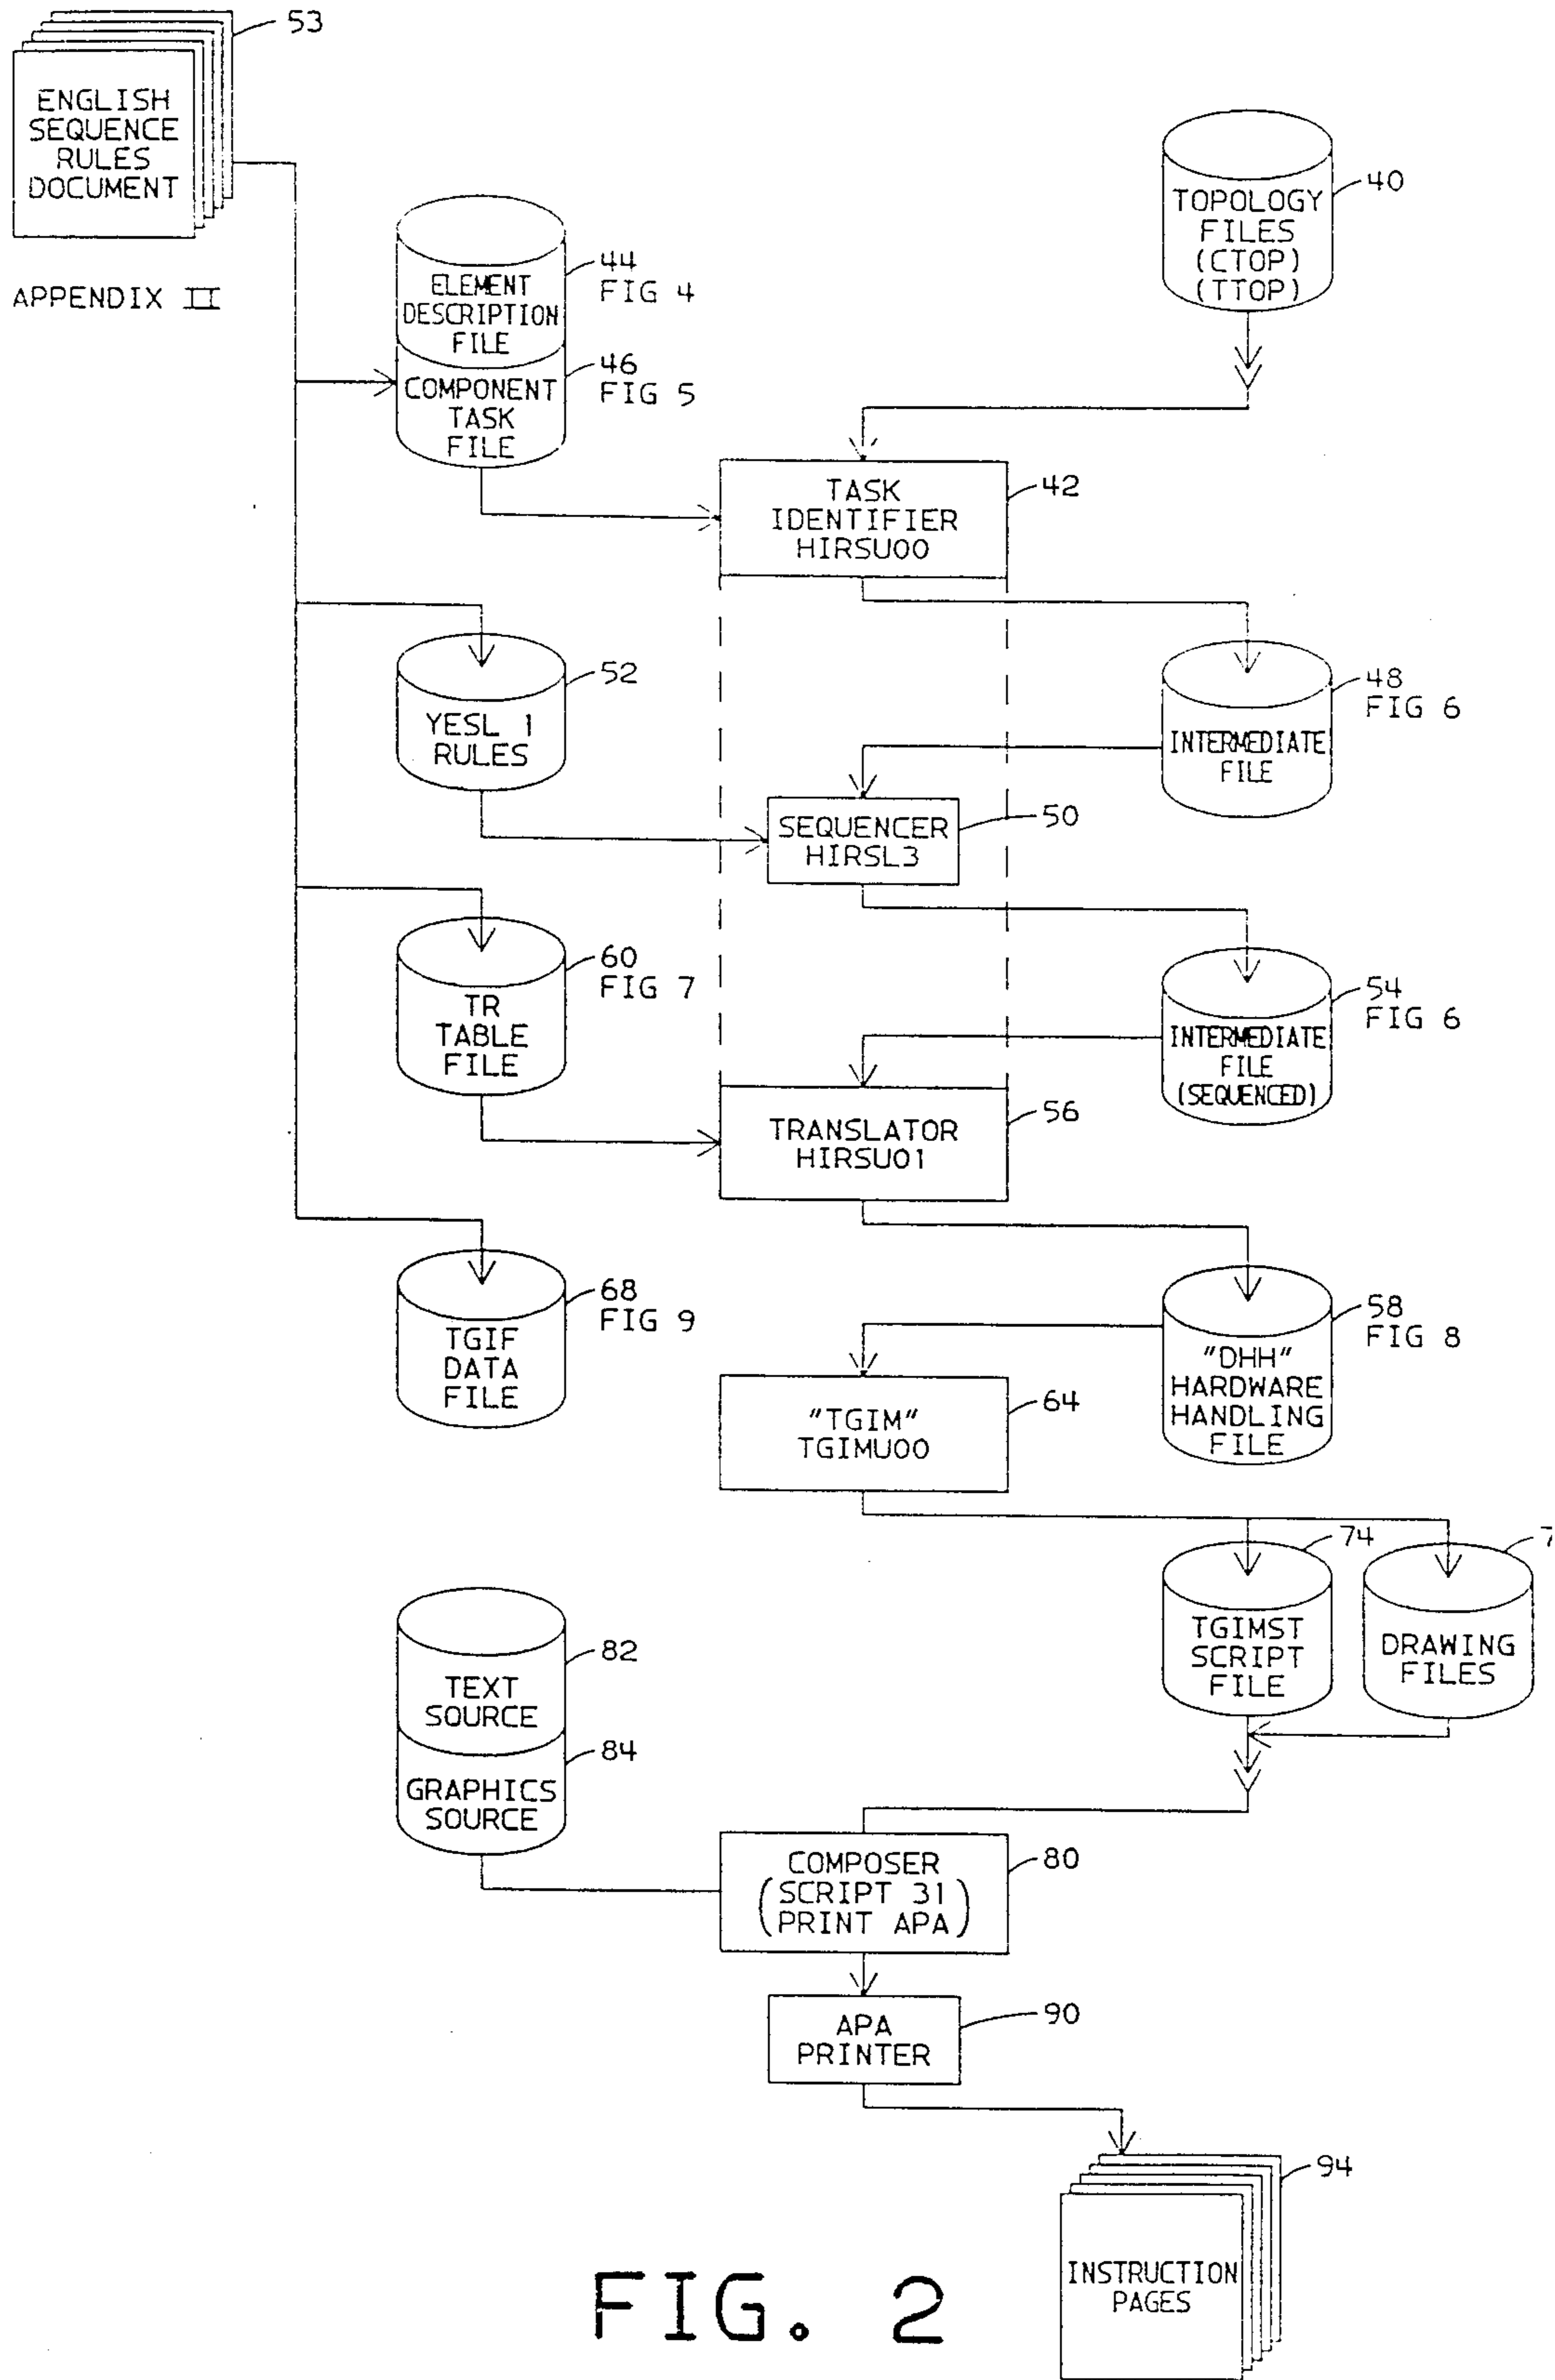 53
ENGLISH
SEQUENCE
RULES
DOCUMENT
APPENDIX III
40
TOPOLOGY
FILES
(CTOP)
(TTOP)
44
FIG 4
ELEMENT
DESCRIPTION
FILE
46
FIG 5
COMPONENT
TASK
FILE
42
TASK
IDENTIFIER
HIRSU00
52
YESL 1
RULES
48
FIG 6
INTERMEDIATE
FILE
50
SEQUENCER
HIRSL3
60
FIG 7
TR
TABLE
FILE
54
FIG 6
INTERMEDIATE
FILE
(SEQUENCED)
56
TRANSLATOR
HIRSU01
68
FIG 9
TGIF
DATA
FILE
58
FIG 8
"DHH"
HARDWARE
HANDLING
FILE
64
"TGIM"
TGIMU00
74
TGIMST
SCRIPT
FILE
7
DRAWING
FILES
82
TEXT
SOURCE
84
GRAPHICS
SOURCE
80
COMPOSER
(SCRIPT 31
PRINT APA)
90
APA
PRINTER
94
INSTRUCTION
PAGES
FIG. 2